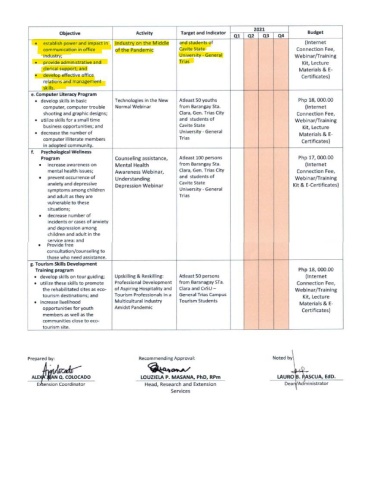 Objective
Activity
Target and Indicator
2021
Q1 Q2 Q3 Q4
Budget
establish power and impact in
communication in office
industry;
provide administrative and
clerical support; and
develop effective office
relations and management
skills.
Industry on the Middle
of the Pandemic
and students of
Cavite State
University - General
Trias
(Internet
Connection Fee,
Webinar/Training
Kit, Lecture
Materials & E-
Certificates)
e. Computer Literacy Program
develop skills in basic
computer, computer trouble
shooting and graphic designs;
utilize skills for a small time
business opportunities; and
decrease the number of
computer illiterate members
in adopted community.
Technologies in the New
Normal Webinar
Atleast 50 youths
from Barangay Sta.
Clara, Gen. Trias City
and students of
Cavite State
University - General
Trias
Php 18, 000.00
(Internet
Connection Fee,
Webinar/Training
Kit, Lecture
Materials & E-
Certificates)
f. Psychological Wellness
Program
increase awareness on
mental health issues;
prevent occurrence of
anxiety and depressive
symptoms among children
and adult as they are
vulnerable to these
situations;
decrease number of
incidents or cases of anxiety
and depression among
children and adult in the
service area; and
Provide free
consultation/counseling to
those who need assistance.
Counseling assistance,
Mental Health
Awareness Webinar,
Understanding
Depression Webinar
Atleast 100 persons
from Barangay Sta.
Clara, Gen. Trias City
and students of
Cavite State
University - General
Trias
Php 17, 000.00
(Internet
Connection Fee,
Webinar/Training
Kit & E-Certificates)
g. Tourism Skills Development
Training program
develop skills on tour guiding;
utilize these skills to promote
the rehabilitated sites as eco-
tourism destinations; and
increase livelihood
opportunities for youth
members as well as the
communities close to eco-
tourism site.
Upskilling & Reskilling:
Professional Development
of Aspiring Hospitality and
Tourism Professionals in a
Multicultural Industry
Amidst Pandemic
Atleast 50 persons
from Baranagay STa.
Clara and CvSU –
General Trias Campus
Tourism Students
Php 18, 000.00
(Internet
Connection Fee,
Webinar/Training
Kit, Lecture
Materials & E-
Certificates)
Prepared by:
Recommending Approval:
Noted by
Q. COLOCADO
Extension Coordinator
LOUZIELA P. MASANA, PhD, RPm
Head, Research and Extension
Services
LAURO B. PASCUA, EdD.
Dean/Administrator